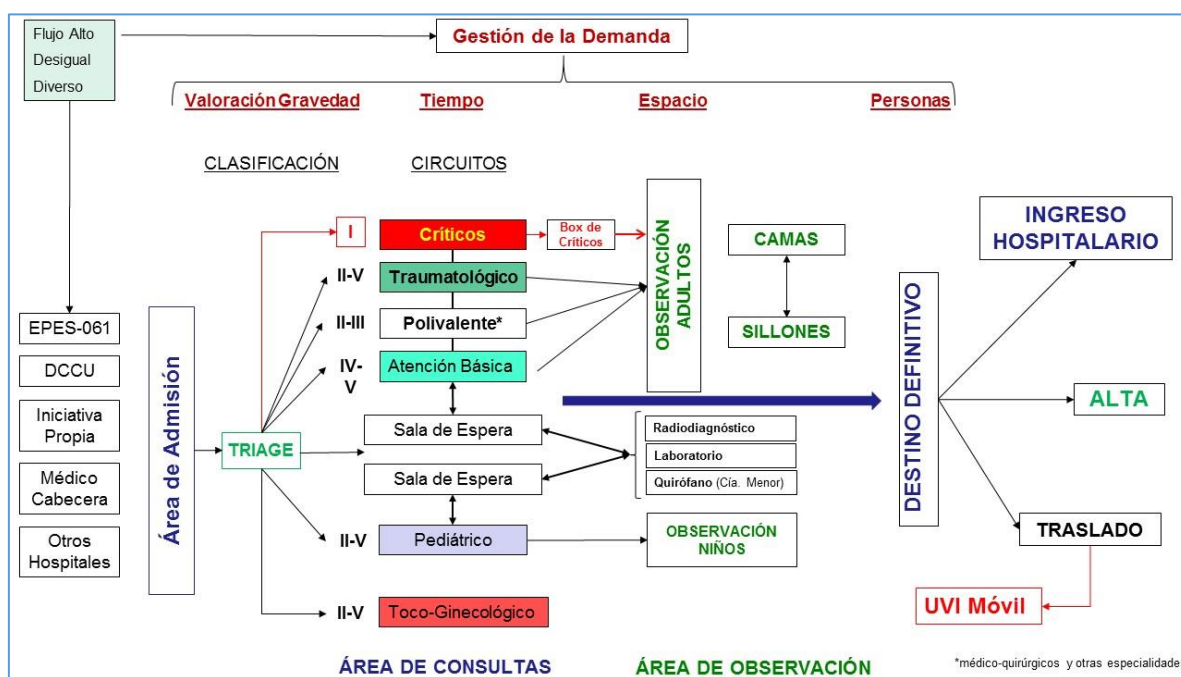 Flujo Alto
Desigual
Diverso
Gestión de la Demanda
Valoración Gravedad
Tiempo
Espacio
Personas
CLASIFICACIÓN
CIRCUITOS
EPES-061
DCCU
Iniciativa
Propia
Médico
Cabecera
Otros
Hospitales
Área de Admisión
TRIAGE
I
Críticos
Box de
Críticos
II-V
Traumatológico
II-III
Polivalente*
IV-
V
Atención Básica
Sala de Espera
Sala de Espera
II-V
Pediátrico
II-V
Toco-Ginecológico
OBSERVACIÓN
ADULTOS
CAMAS
SILLONES
Radiodiagnóstico
Laboratorio
Quirófano (Cía. Menor)
OBSERVACIÓN
NIÑOS
DESTINO DEFINITIVO
INGRESO
HOSPITALARIO
ALTA
TRASLADO
UVI Móvil
ÁREA DE CONSULTAS
ÁREA DE OBSERVACIÓN
*médico-quirúrgicos y otras especialidade